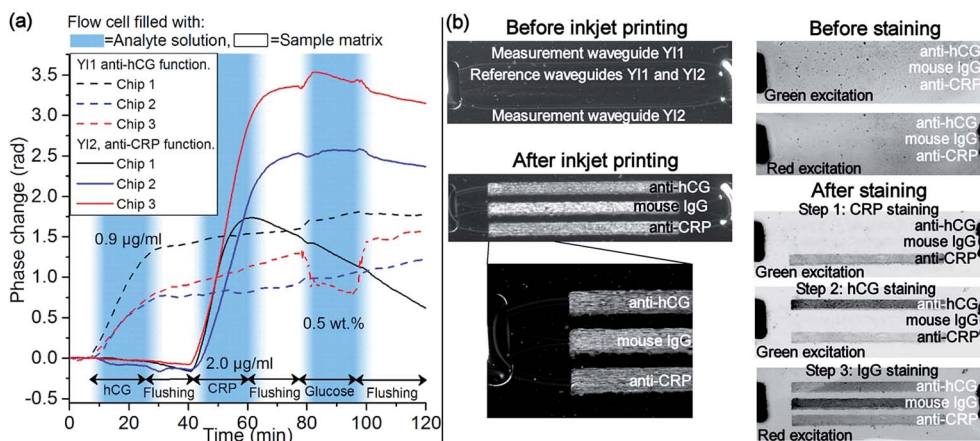 (a)
Flow cell filled with:
=Analyte solution, =Sample matrix
YI1 anti-hCG function.
Chip 1
Chip 2
Chip 3
YI2, anti-CRP function.
Chip 1
Chip 2
Chip 3
3.5
3.0
2.5
2.0
1.5
1.0
0.5
0.0
-0.5
Phase change (rad)
0.9 µg/ml
2.0 µg/ml
0.5 wt.%
hCG Flushing CRP Flushing Glucose Flushing
0 20 40 60 80 100 120
Time (min)
(b)
Before inkjet printing
Measurement waveguide YI1
Reference waveguides YI1 and YI2
Measurement waveguide YI2
After inkjet printing
anti-hCG
mouse IgG
anti-CRP
anti-hCG
mouse IgG
anti-CRP
Before staining
anti-hCG
mouse IgG
anti-CRP
Green excitation
anti-hCG
mouse IgG
anti-CRP
Red excitation
After staining
Step 1: CRP staining
anti-hCG
mouse IgG
anti-CRP
Green excitation
Step 2: hCG staining
anti-hCG
mouse IgG
anti-CRP
Green excitation
Step 3: IgG staining
anti-hCG
mouse IgG
anti-CRP
Red excitation